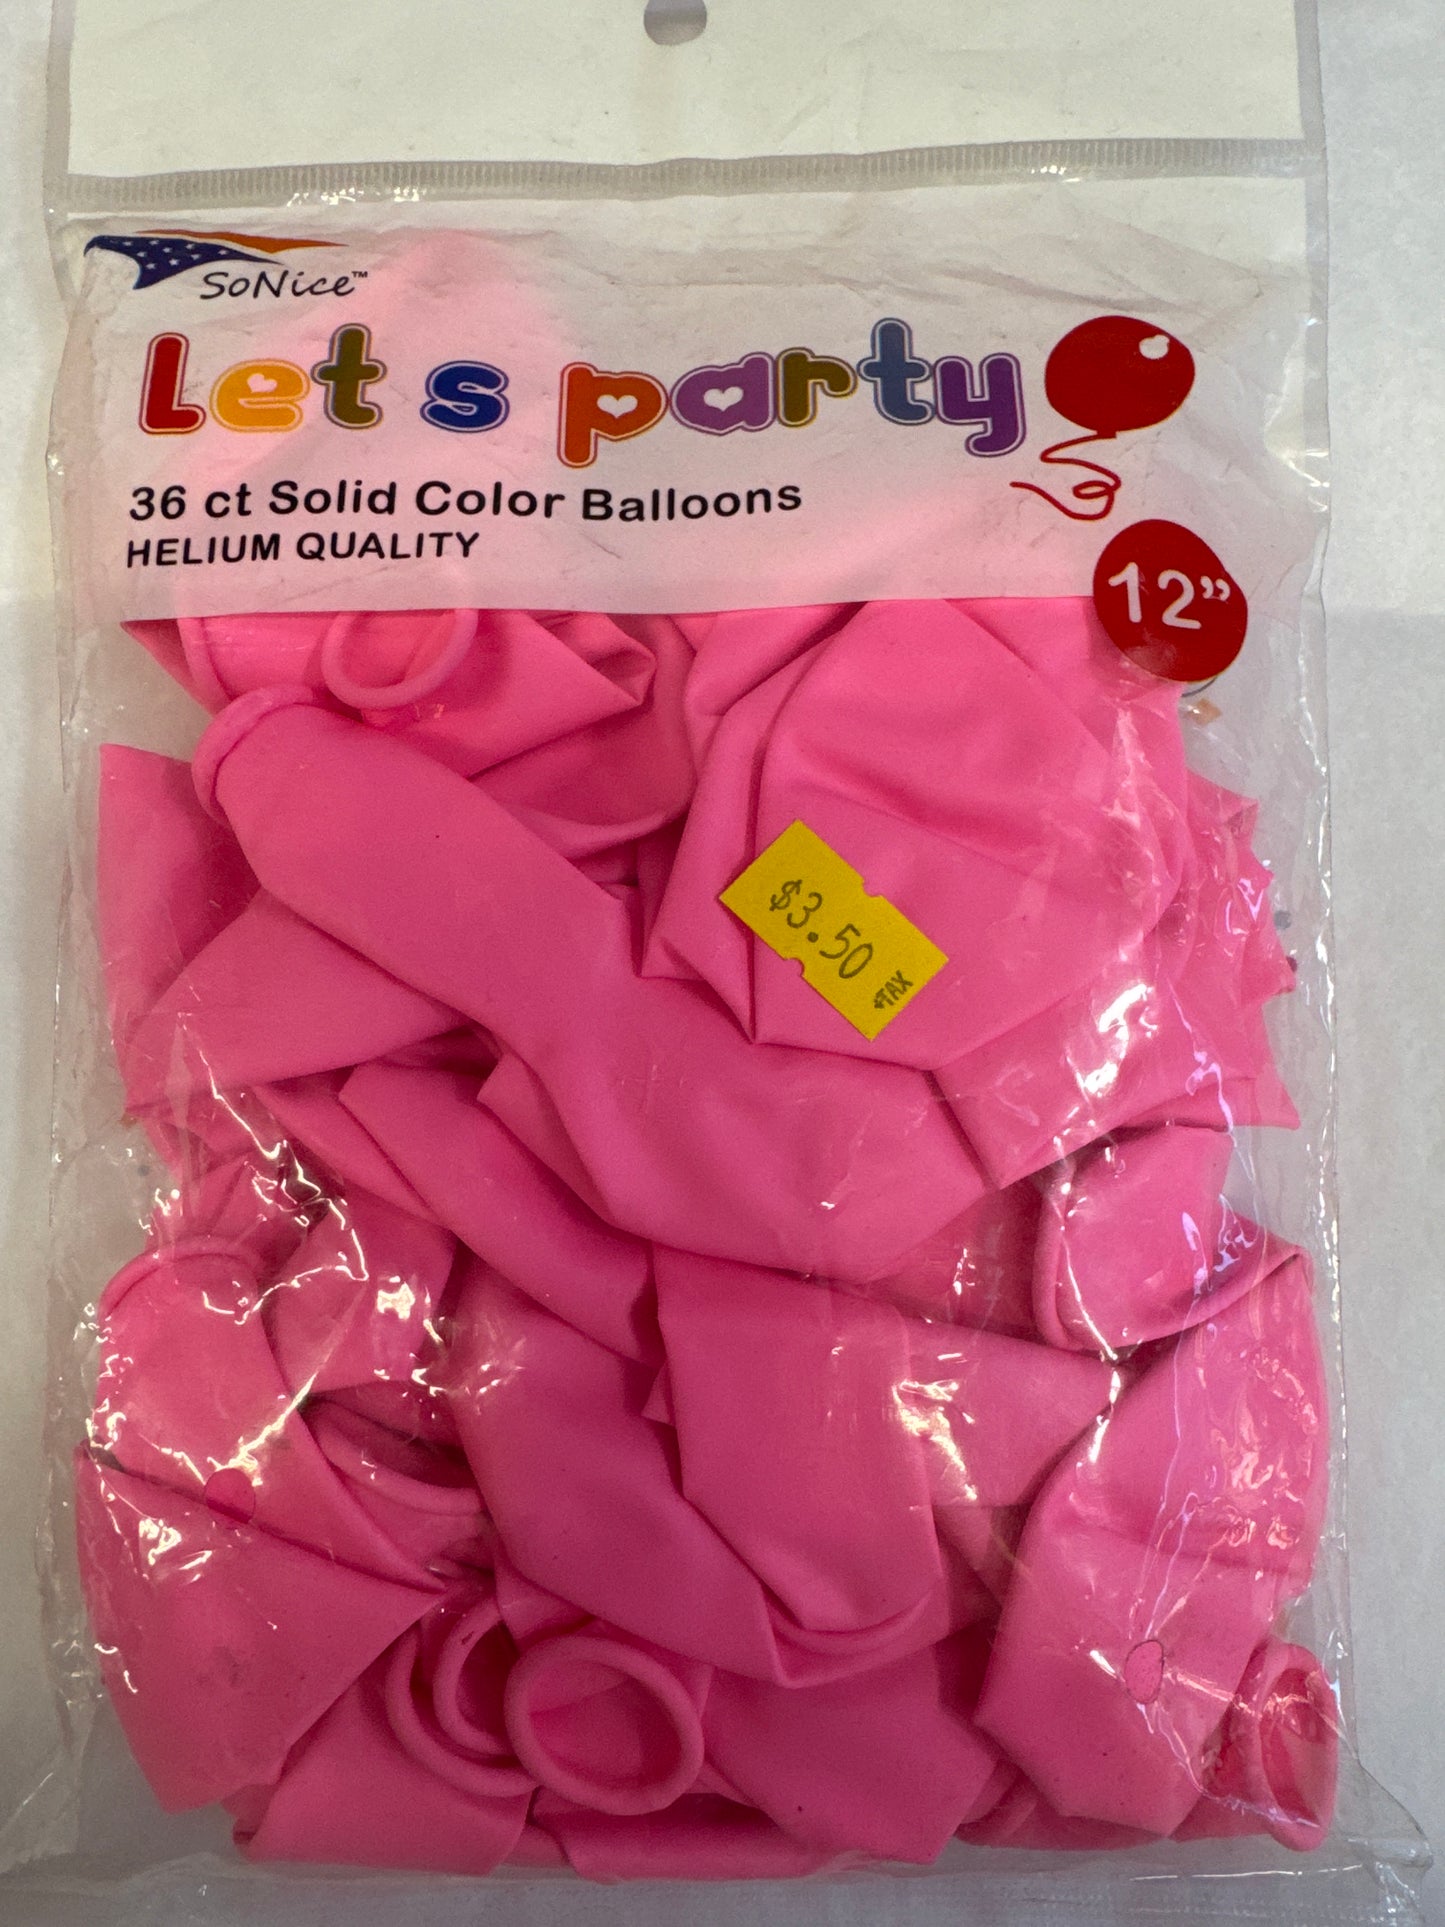 SoNice™
Let s party
36 ct Solid Color Balloons
HELIUM QUALITY
12”
$3.50
+TAX